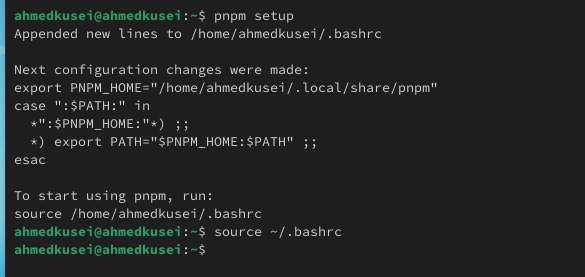 ahmedkusei@ahmedkusei:~$ pnpm setup
Appended new lines to /home/ahmedkusei/.bashrc

Next configuration changes were made:
export PNPM_HOME="/home/ahmedkusei/.local/share/pnpm"
case ":$PATH:" in
  *":$PNPM_HOME:"*) ;;
  *) export PATH="$PNPM_HOME:$PATH" ;;
esac

To start using pnpm, run:
source /home/ahmedkusei/.bashrc
ahmedkusei@ahmedkusei:~$ source ~/.bashrc
ahmedkusei@ahmedkusei:~$